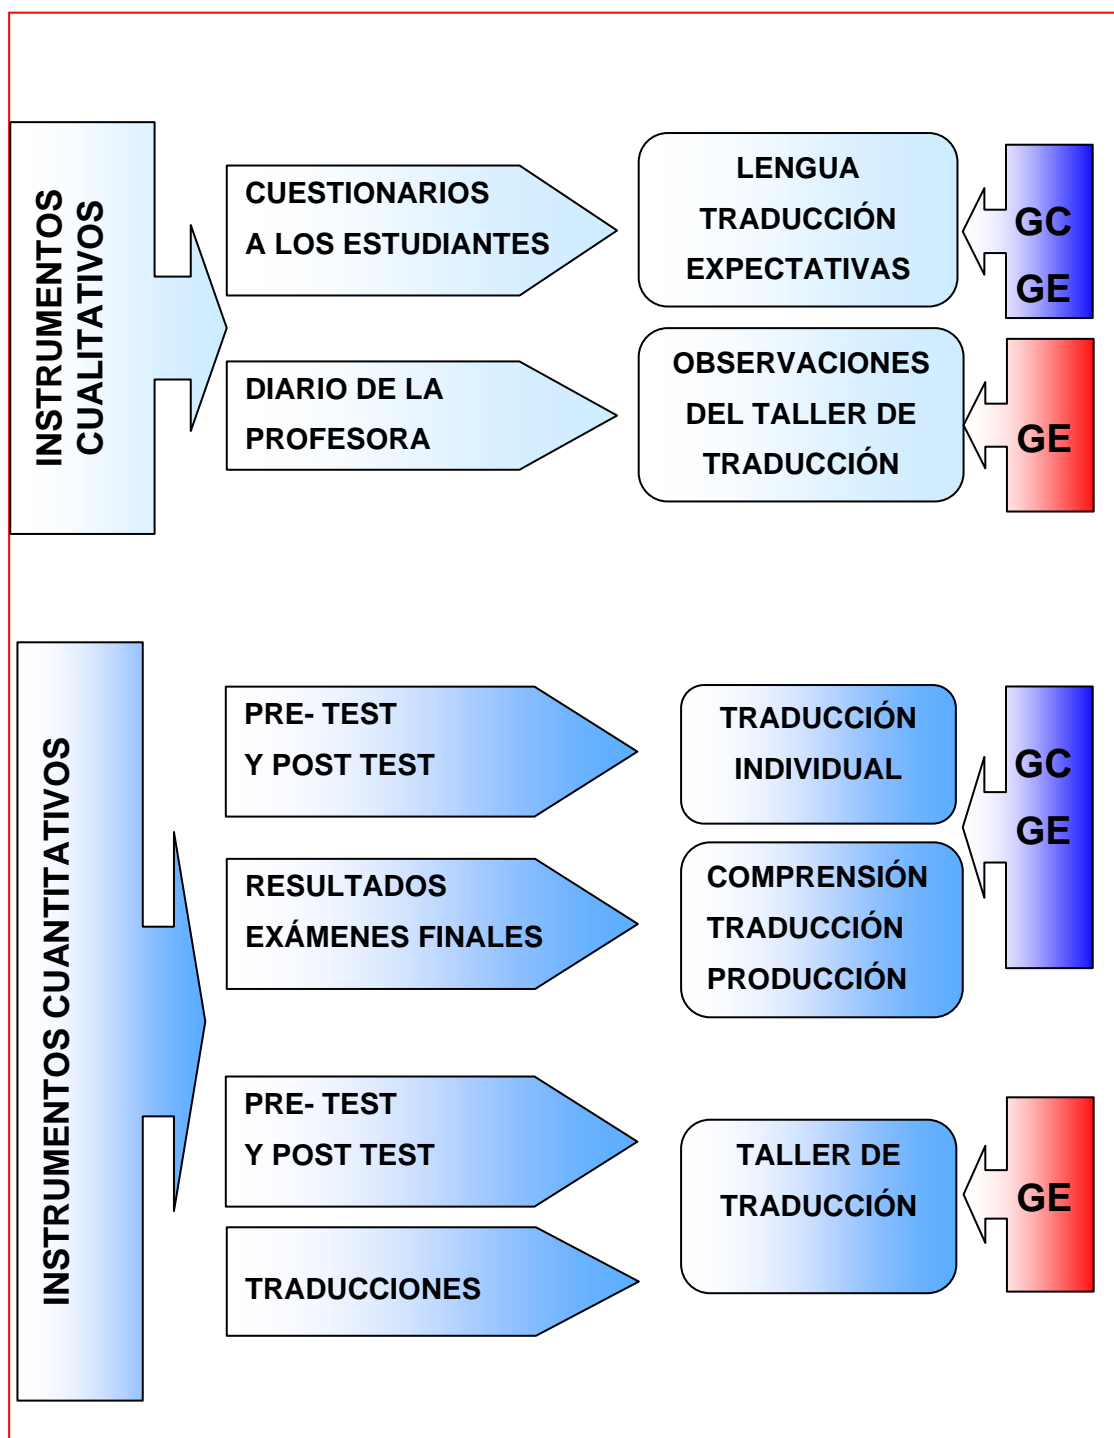 INSTRUMENTOS
CUALITATIVOS
CUESTIONARIOS
A LOS ESTUDIANTES
LENGUA
TRADUCCIÓN
EXPECTATIVAS
GC
GE
DIARIO DE LA
PROFESORA
OBSERVACIONES
DEL TALLER DE
TRADUCCIÓN
GE
INSTRUMENTOS CUANTITATIVOS
PRE- TEST
Y POST TEST
TRADUCCIÓN
INDIVIDUAL
GC
GE
RESULTADOS
EXÁMENES FINALES
COMPRENSIÓN
TRADUCCIÓN
PRODUCCIÓN
PRE- TEST
Y POST TEST
TALLER DE
TRADUCCIÓN
GE
TRADUCCIONES